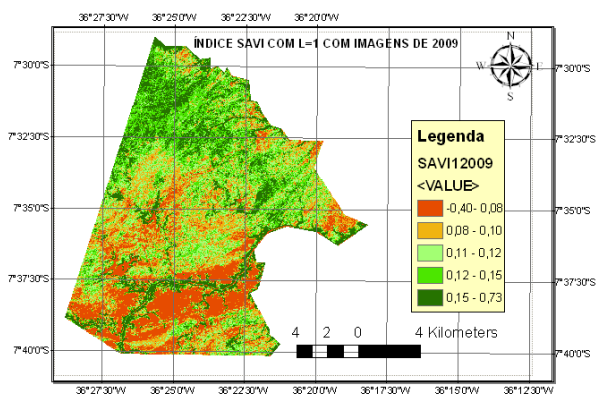 36°27'30"W 36°25'0"W 36°22'30"W 36°20'0"W
ÍNDICE SAVI COM L=1 COM IMAGENS DE 2009
N
W E
S
7°30'0"S 7°30'0"S
7°32'30"S 7°32'30"S
7°35'0"S 7°35'0"S
7°37'30"S 7°37'30"S
7°40'0"S 7°40'0"S
Legenda
SAVI12009
<VALUE>
-0,40 - 0,08
0,08 - 0,10
0,11 - 0,12
0,12 - 0,15
0,15 - 0,73
4 2 0 4 Kilometers
36°27'30"W 36°25'0"W 36°22'30"W 36°20'0"W 36°17'30"W 36°15'0"W 36°12'30"W